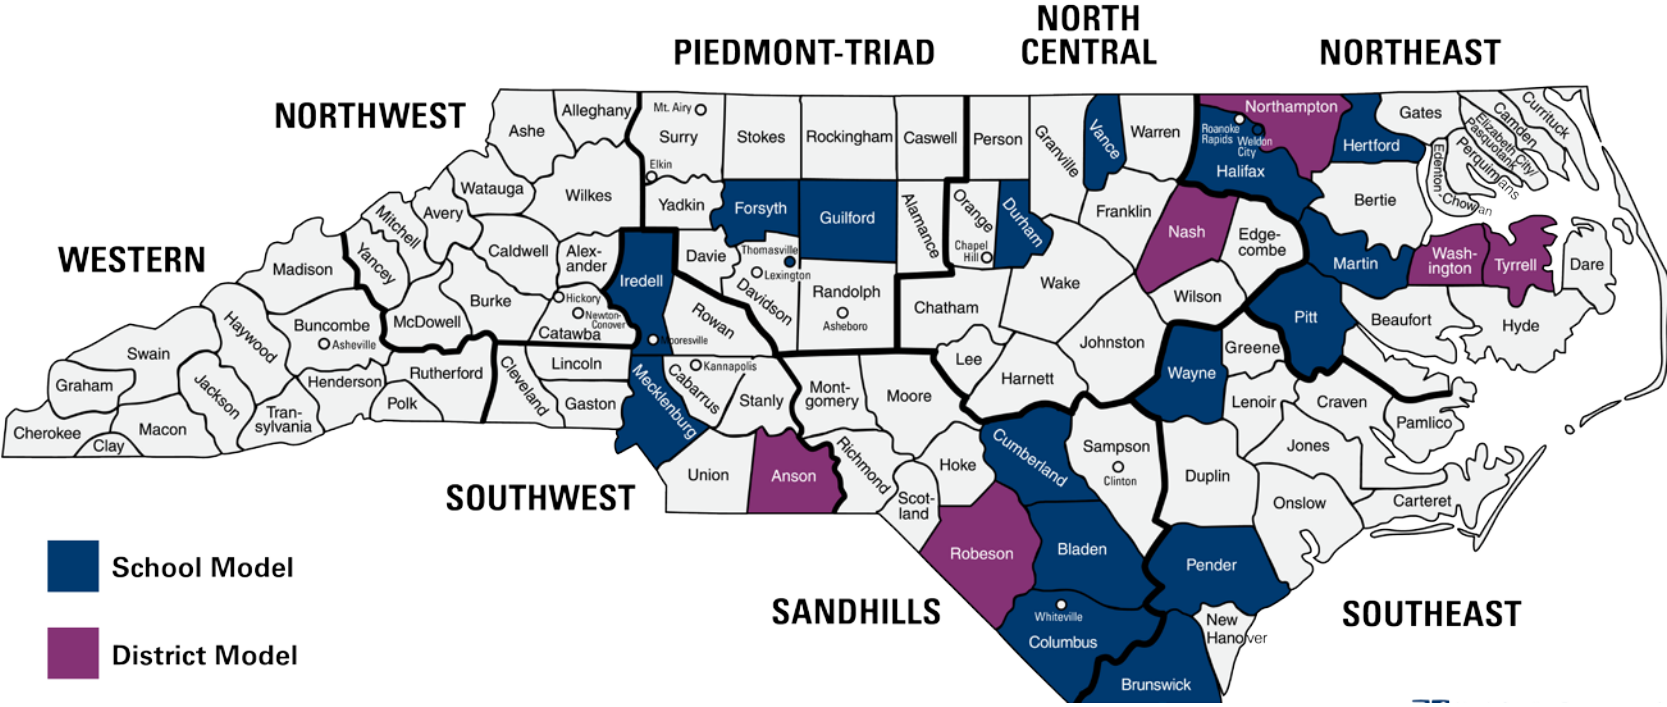 NORTH
CENTRAL
PIEDMONT-TRIAD
NORTHEAST
NORTHWEST
WESTERN
SOUTHWEST
SANDHILLS
SOUTHEAST
Ashe
Alleghany
Mt. Airy
Surry
Elkin
Stokes
Rockingham
Caswell
Person
Granville
Vance
Warren
Northampton
Roanoke
Rapids
Weldon
City
Halifax
Hertford
Gates
Currituck
Camden
Elizabeth City/
Pasquotank
Perquimans
Edenton-Chowan
Bertie
Watauga
Wilkes
Yadkin
Forsyth
Guilford
Alamance
Orange
Chapel
Hill
Durham
Franklin
Nash
Edge-
combe
Martin
Wash-
ington
Tyrrell
Dare
Mitchell
Avery
Yancey
Caldwell
Alex-
ander
Iredell
Davie
Thomasville
Lexington
Davidson
Randolph
Asheboro
Chatham
Wake
Wilson
Pitt
Beaufort
Hyde
Madison
Burke
Hickory
Newton-
Conover
Catawba
Mooresville
Rowan
McDowell
Buncombe
Asheville
Haywood
Swain
Graham
Cherokee
Clay
Macon
Jackson
Tran-
sylvania
Henderson
Polk
Rutherford
Cleveland
Lincoln
Gaston
Mecklenburg
Kannapolis
Cabarrus
Stanly
Union
Anson
Mont-
gomery
Moore
Lee
Harnett
Johnston
Wayne
Greene
Lenoir
Craven
Pamlico
Jones
Carteret
Onslow
Duplin
Sampson
Clinton
Cumberland
Hoke
Richmond
Scot-
land
Robeson
Bladen
Pender
New
Hanover
Whiteville
Columbus
Brunswick
School Model
District Model